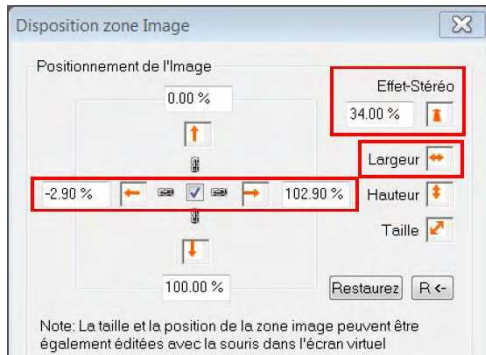 Disposition zone Image
Positionnement de l'Image
Effet-Stéréo
0.00 %
34.00 %
Largeur
-2.90 %
102.90 %
Hauteur
Taille
100.00 %
Restaurez
R <-
Note: La taille et la position de la zone image peuvent être
également éditées avec la souris dans l'écran virtuel